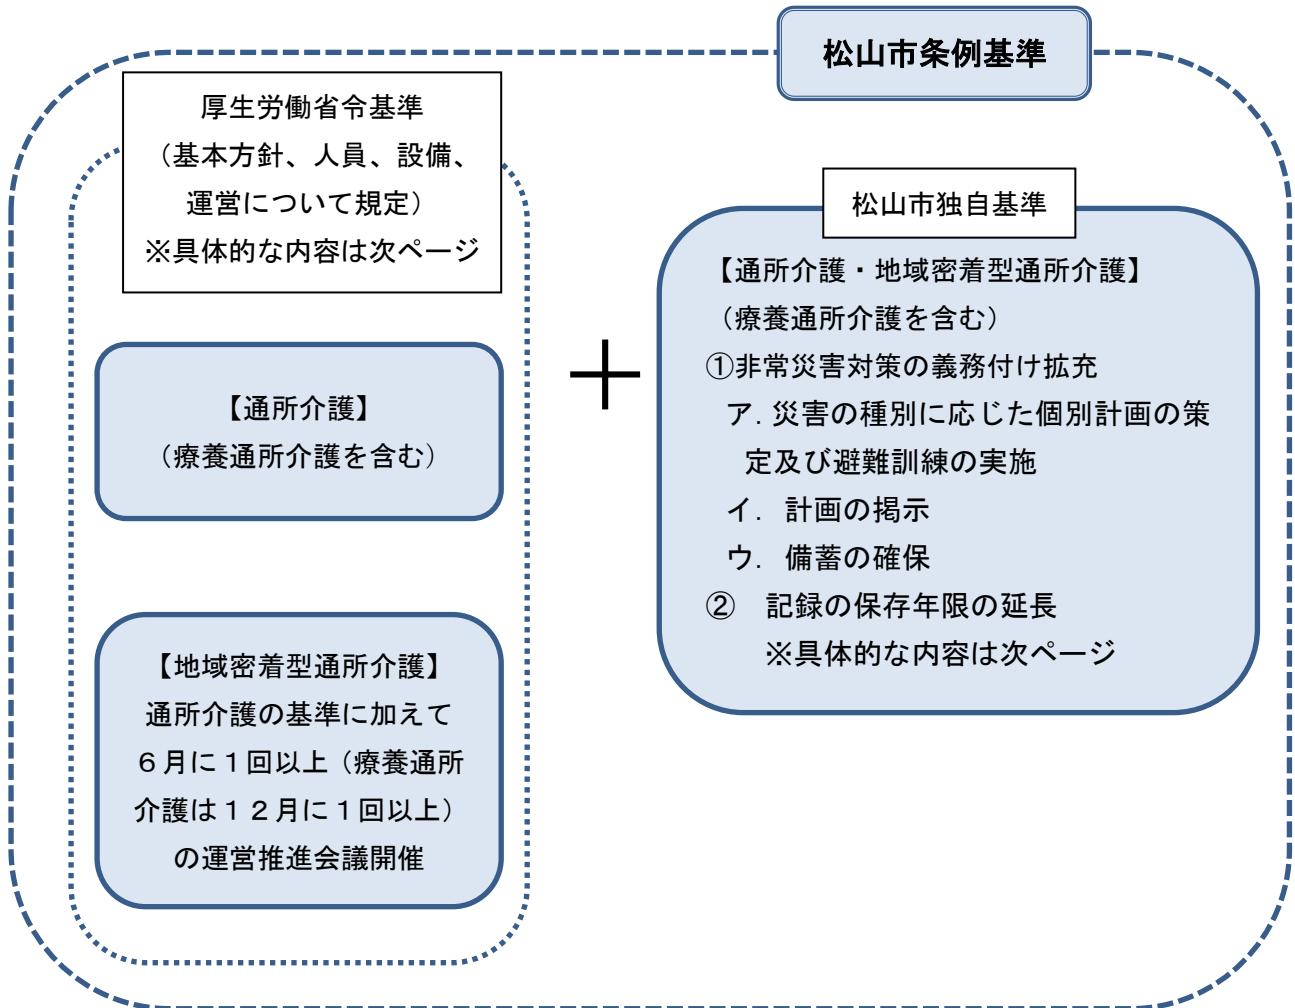 松山市条例基準
厚生労働省令基準
（基本方針、人員、設備、
運営について規定）
※具体的な内容は次ページ
【通所介護】
（療養通所介護を含む）
【地域密着型通所介護】
通所介護の基準に加えて
６月に１回以上（療養通所
介護は１２月に１回以上）
の運営推進会議開催
＋
松山市独自基準
【通所介護・地域密着型通所介護】
（療養通所介護を含む）
①非常災害対策の義務付け拡充
ア. 災害の種別に応じた個別計画の策
定及び避難訓練の実施
イ． 計画の掲示
ウ． 備蓄の確保
②　記録の保存年限の延長
※具体的な内容は次ページ